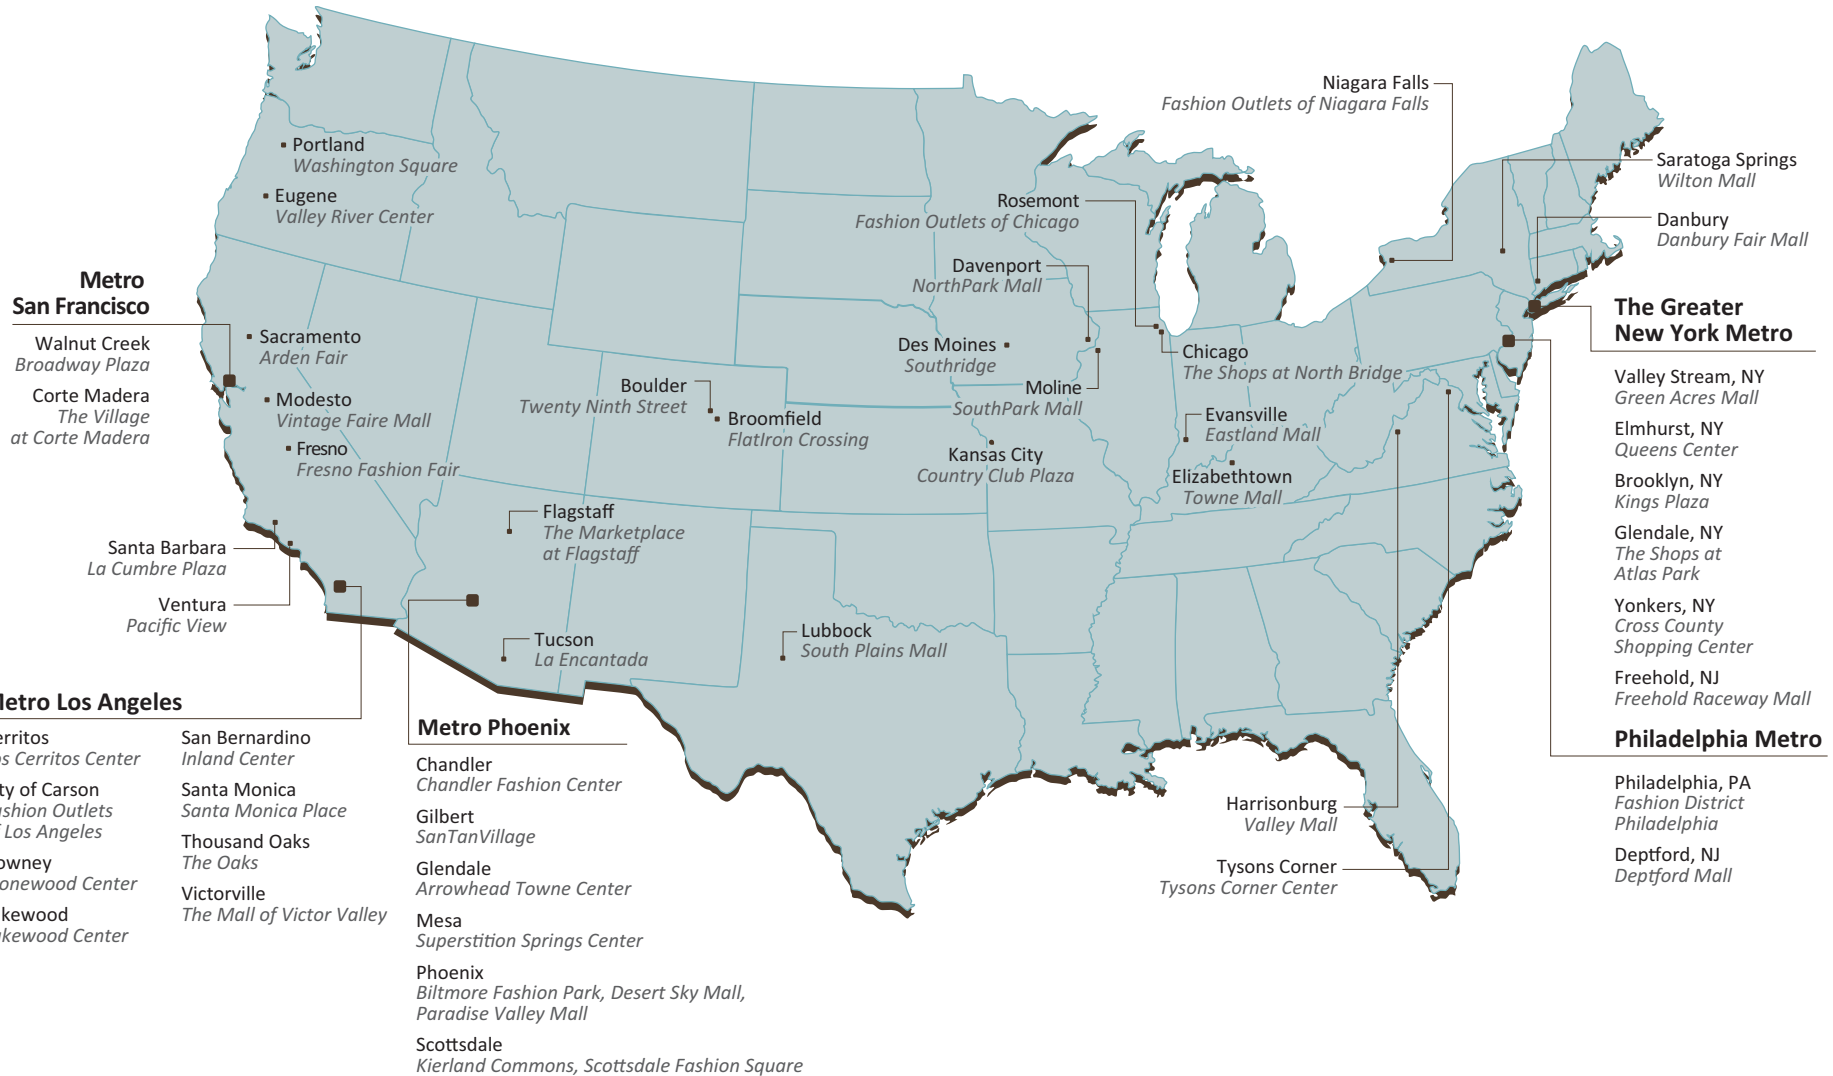 Niagara Falls
Fashion Outlets of Niagara Falls
Saratoga Springs
Wilton Mall
Danbury
Danbury Fair Mall
Portland
Washington Square
Eugene
Valley River Center
Rosemont
Fashion Outlets of Chicago
Davenport
NorthPark Mall
Metro
San Francisco
Walnut Creek
Broadway Plaza
Corte Madera
The Village
at Corte Madera
Sacramento
Arden Fair
Modesto
Vintage Faire Mall
Fresno
Fresno Fashion Fair
Boulder
Twenty Ninth Street
Broomfield
FlatIron Crossing
Des Moines
Southridge
Moline
SouthPark Mall
Kansas City
Country Club Plaza
Chicago
The Shops at North Bridge
Evansville
Eastland Mall
Elizabethtown
Towne Mall
The Greater
New York Metro
Valley Stream, NY
Green Acres Mall
Elmhurst, NY
Queens Center
Brooklyn, NY
Kings Plaza
Glendale, NY
The Shops at
Atlas Park
Yonkers, NY
Cross County
Shopping Center
Freehold, NJ
Freehold Raceway Mall
Philadelphia Metro
Philadelphia, PA
Fashion District
Philadelphia
Deptford, NJ
Deptford Mall
Flagstaff
The Marketplace
at Flagstaff
Santa Barbara
La Cumbre Plaza
Ventura
Pacific View
Tucson
La Encantada
Lubbock
South Plains Mall
Harrisonburg
Valley Mall
Tysons Corner
Tysons Corner Center
Los Angeles
Cerritos Center
of Carson
Outlets
Los Angeles
Center
Center
San Bernardino
Inland Center
Santa Monica
Santa Monica Place
Thousand Oaks
The Oaks
Victorville
The Mall of Victor Valley
Metro Phoenix
Chandler
Chandler Fashion Center
Gilbert
SanTanVillage
Glendale
Arrowhead Towne Center
Mesa
Superstition Springs Center
Phoenix
Biltmore Fashion Park, Desert Sky Mall,
Paradise Valley Mall
Scottsdale
Kierland Commons, Scottsdale Fashion Square